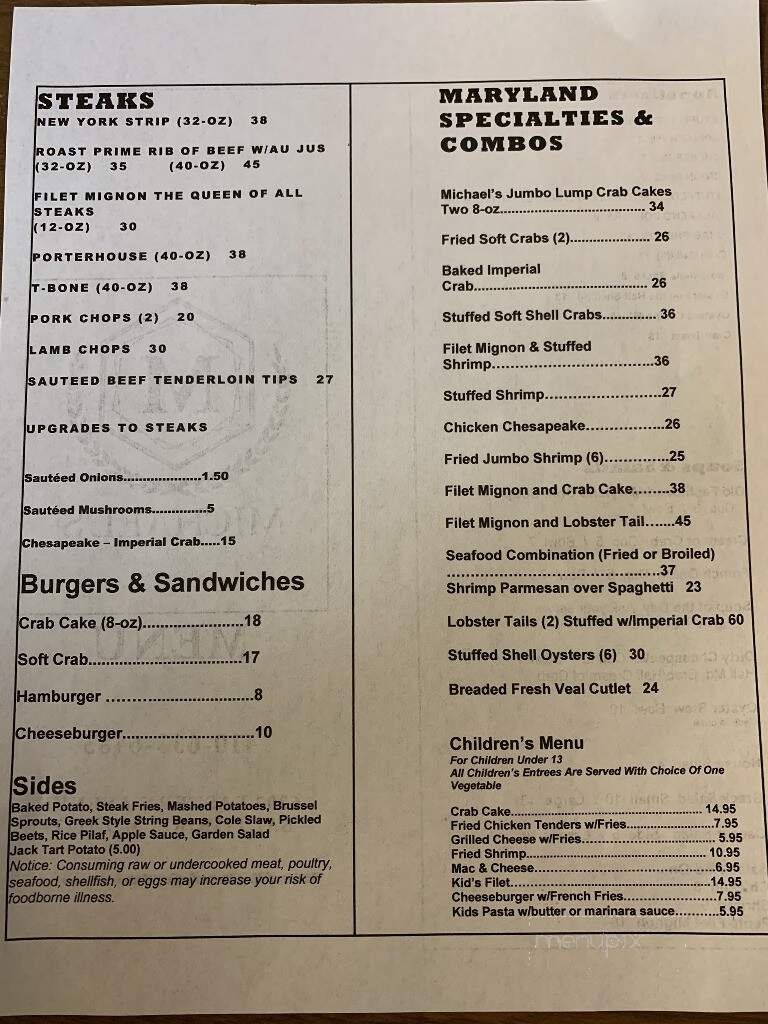 STEAKS
NEW YORK STRIP (32-OZ) 38
ROAST PRIME RIB OF BEEF W/AU JUS
(32-OZ) 35 (40-OZ) 45
FILET MIGNON THE QUEEN OF ALL
STEAKS
(12-OZ) 30
PORTERHOUSE (40-OZ) 38
T-BONE (40-OZ) 38
PORK CHOPS (2) 20
LAMB CHOPS 30
SAUTEED BEEF TENDERLOIN TIPS 27
UPGRADES TO STEAKS
Sautéed Onions.....................1.50
Sautéed Mushrooms...............5
Chesapeake – Imperial Crab.....15
Burgers & Sandwiches
Crab Cake (8-oz)......................18
Soft Crab.................................17
Hamburger ..........................8
Cheeseburger.............................10
Sides
Baked Potato, Steak Fries, Mashed Potatoes, Brussel
Sprouts, Greek Style String Beans, Cole Slaw, Pickled
Beets, Rice Pilaf, Apple Sauce, Garden Salad
Jack Tart Potato (5.00)
Notice: Consuming raw or undercooked meat, poultry,
seafood, shellfish, or eggs may increase your risk of
foodborne illness.
MARYLAND
SPECIALTIES &
COMBOS
Michael's Jumbo Lump Crab Cakes
Two 8-oz...................................... 34
Fried Soft Crabs (2)..................... 26
Baked Imperial
Crab.............................................. 26
Stuffed Soft Shell Crabs.............. 36
Filet Mignon & Stuffed
Shrimp..........................................36
Stuffed Shrimp.............................27
Chicken Chesapeake...................26
Fried Jumbo Shrimp (6)...............25
Filet Mignon and Crab Cake........38
Filet Mignon and Lobster Tail.......45
Seafood Combination (Fried or Broiled)
......................................................37
Shrimp Parmesan over Spaghetti 23
Lobster Tails (2) Stuffed w/Imperial Crab 60
Stuffed Shell Oysters (6) 30
Breaded Fresh Veal Cutlet 24
Children's Menu
For Children Under 13
All Children's Entrees Are Served With Choice Of One
Vegetable
Crab Cake.................................................... 14.95
Fried Chicken Tenders w/Fries......................7.95
Grilled Cheese w/Fries................................... 5.95
Fried Shrimp............................................... 10.95
Mac & Cheese...............................................6.95
Kid's Filet....................................................14.95
Cheeseburger w/French Fries........................7.95
Kids Pasta w/butter or marinara sauce...........5.95
menupix